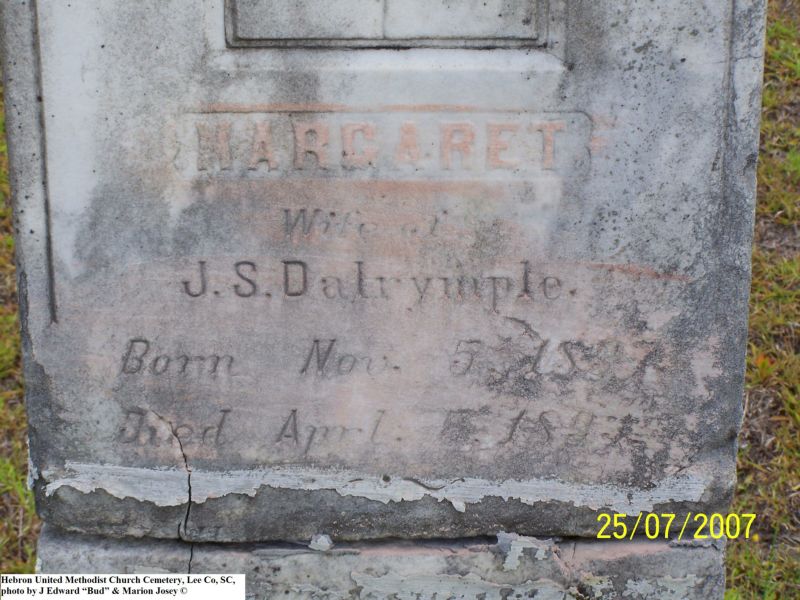 MARGARET
Wife of
J. S. Dalrymple.
Born Nov. 5,
Died Aprl.
25/07/2007
Hebron United Methodist Church Cemetery, Lee Co, SC,
photo by J Edward “Bud” & Marion Josey ©